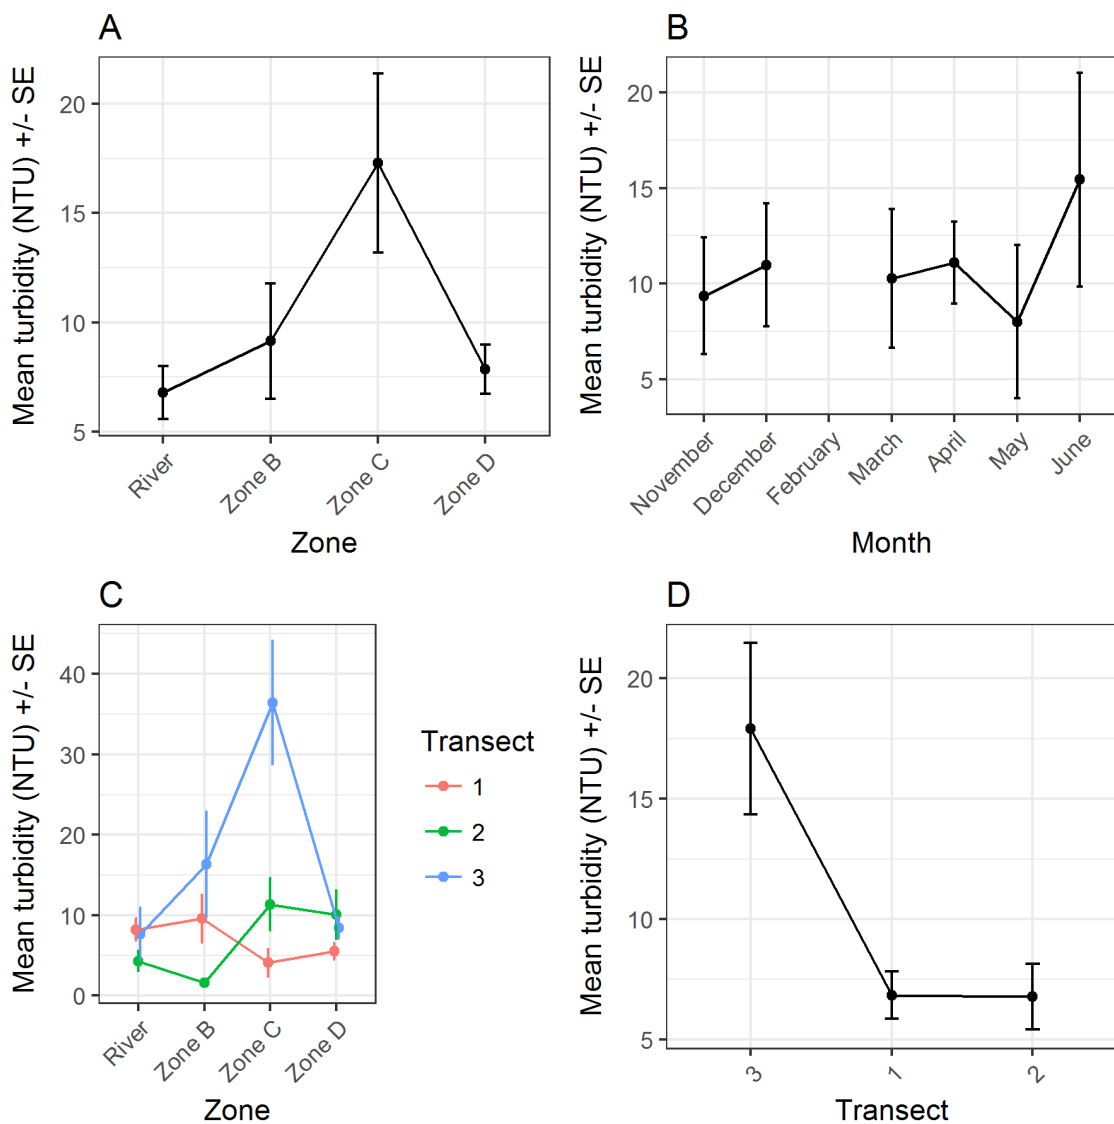 A
Mean turbidity (NTU) +/- SE
20
15
10
5
River
Zone B
Zone C
Zone D
Zone
B
Mean turbidity (NTU) +/- SE
20
15
10
5
November
December
February
March
April
May
June
Month
C
Mean turbidity (NTU) +/- SE
40
30
20
10
0
River
Zone B
Zone C
Zone D
Zone
Transect
1
2
3
D
Mean turbidity (NTU) +/- SE
20
15
10
5
3
1
2
Transect